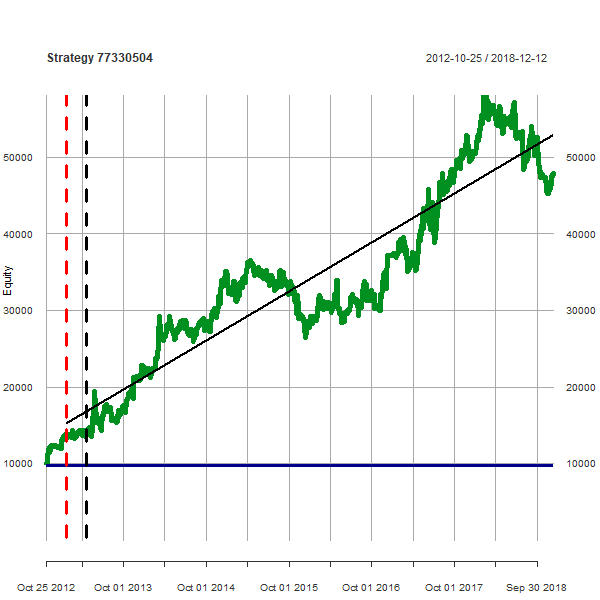 Strategy 77330504
2012-10-25 / 2018-12-12
50000
50000
40000
40000
Equity
30000
30000
20000
20000
10000
10000
Oct 25 2012
Oct 01 2013
Oct 01 2014
Oct 01 2015
Oct 01 2016
Oct 01 2017
Sep 30 2018